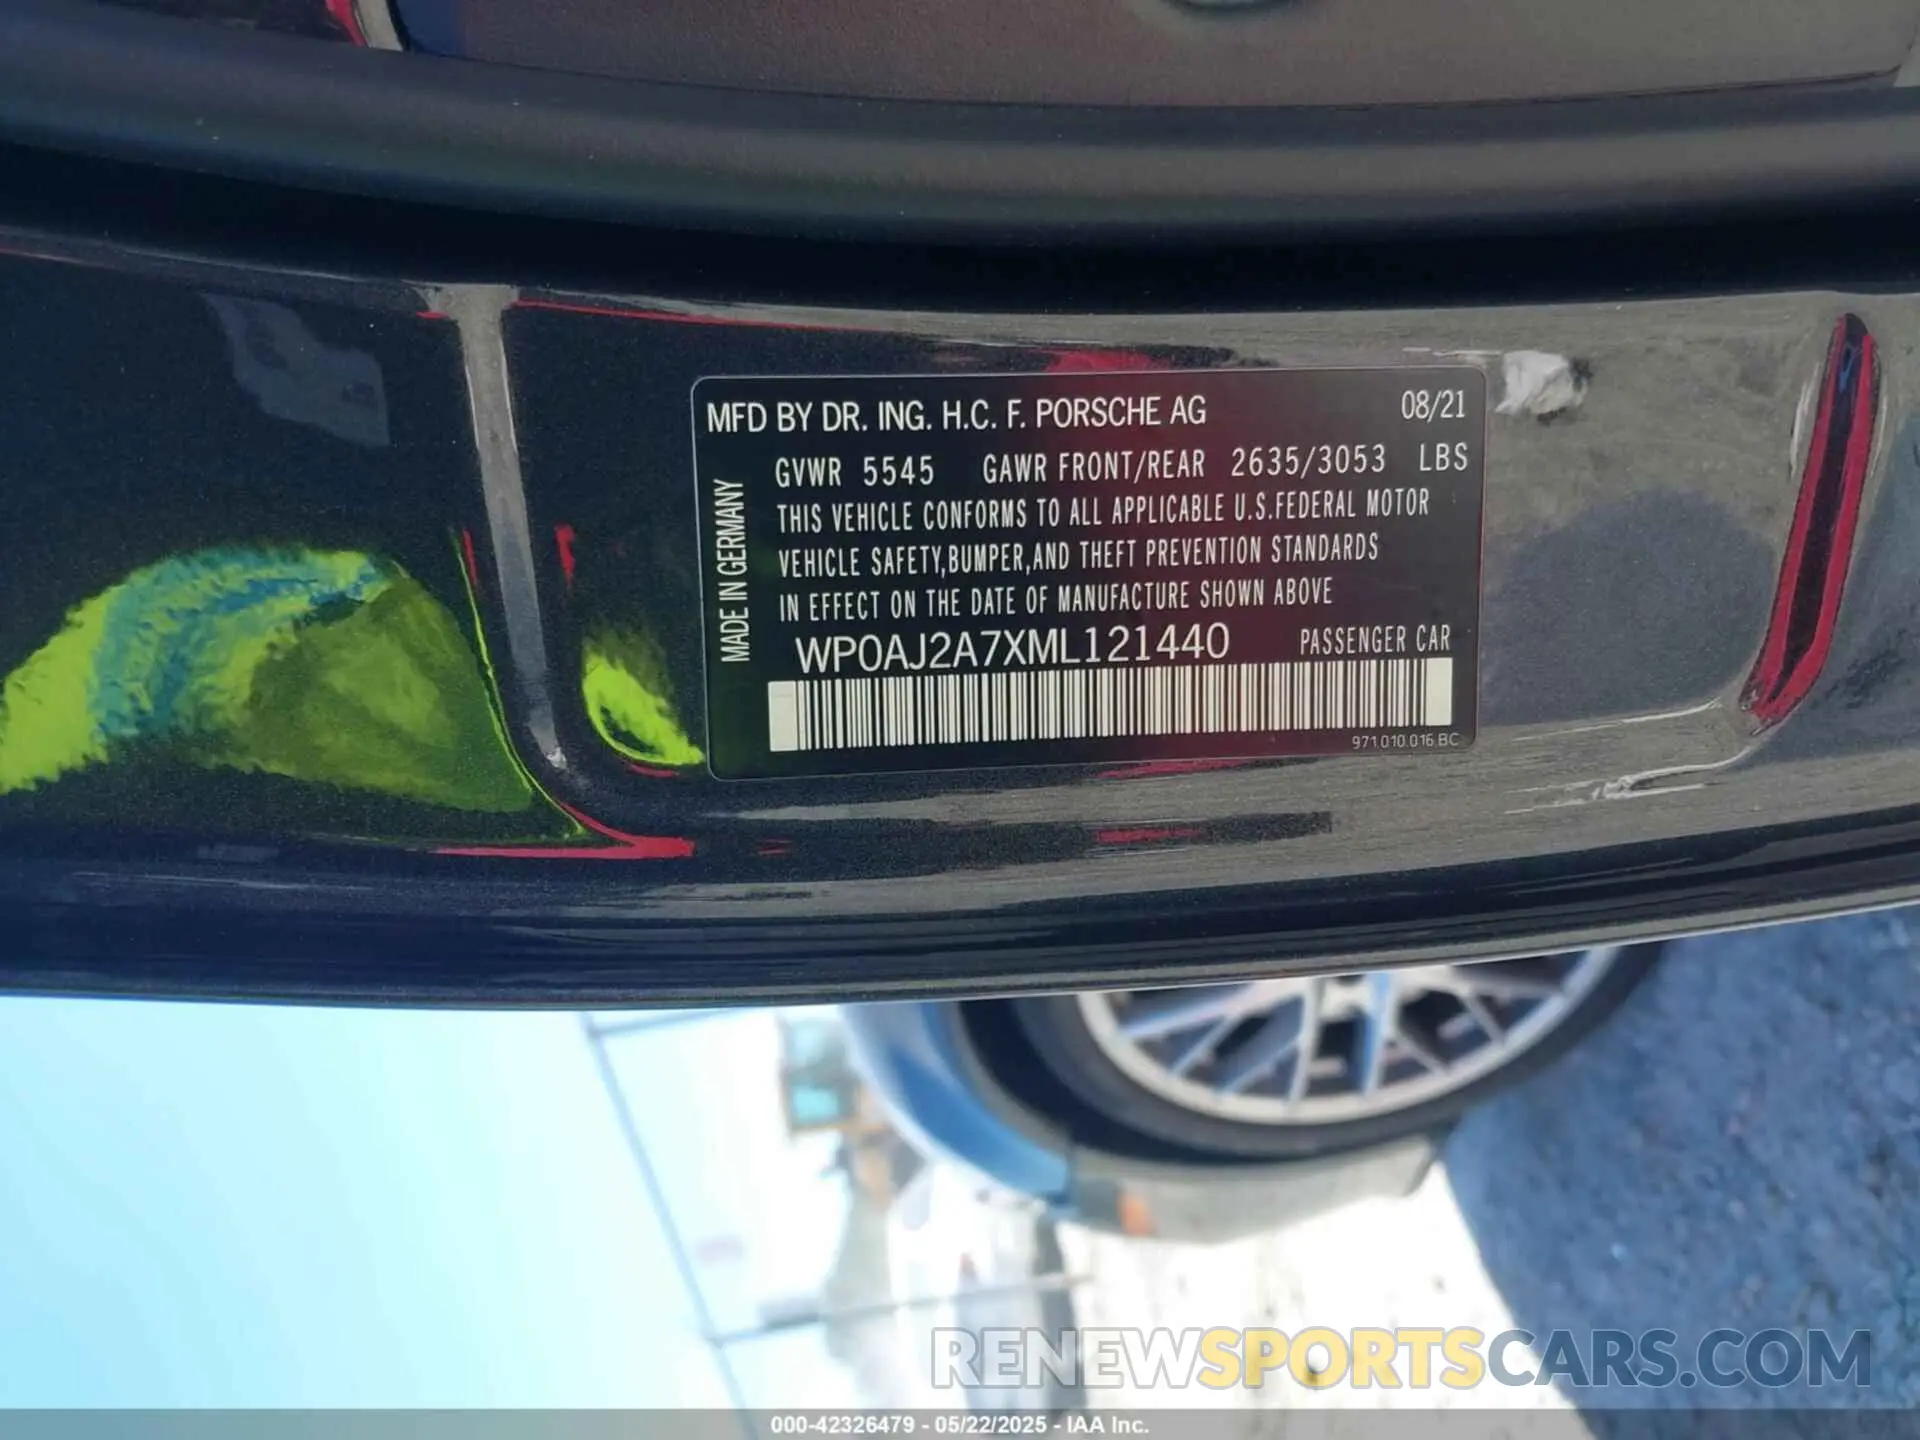 MFD BY DR. ING. H.C. F. PORSCHE AG 08/21
GVWR 5545 GAWR FRONT/REAR 2635/3053 LBS
THIS VEHICLE CONFORMS TO ALL APPLICABLE U.S.FEDERAL MOTOR
VEHICLE SAFETY,BUMPER,AND THEFT PREVENTION STANDARDS
IN EFFECT ON THE DATE OF MANUFACTURE SHOWN ABOVE
MADE IN GERMANY
WP0AJ2A7XML121440 PASSENGER CAR
971.010.016 BC
RENEWSPORTSCARS.COM
000-42326479 - 05/22/2025 - IAA Inc.